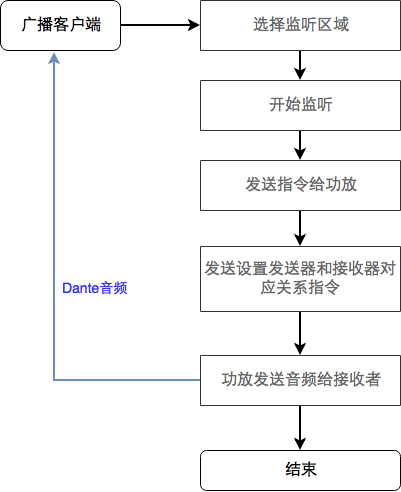 广播客户端
选择监听区域
开始监听
发送指令给功放
发送设置发送器和接收器对
应关系指令
Dante音频
功放发送音频给接收者
结束